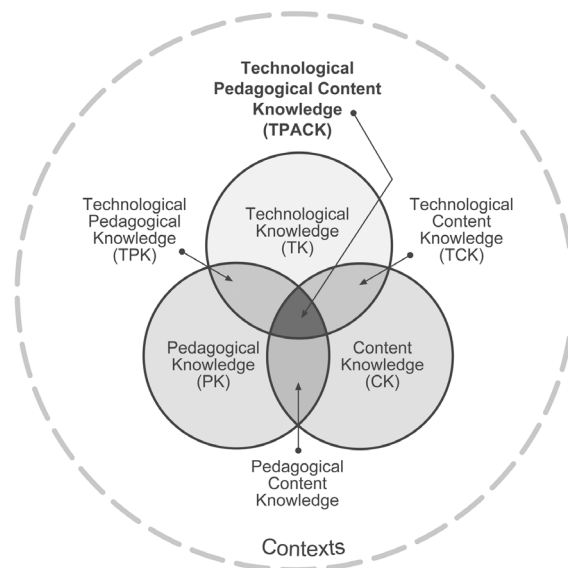 Technological
Pedagogical Content
Knowledge
(TPACK)
Technological
Pedagogical
Knowledge
(TPK)
Technological
Knowledge
(TK)
Technological
Content
Knowledge
(TCK)
Pedagogical
Knowledge
(PK)
Content
Knowledge
(CK)
Pedagogical
Content
Knowledge
Contexts